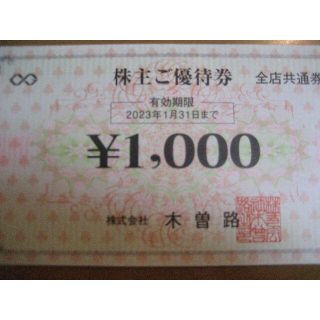 株主ご優待券 全店共通券
有効期限
2023年1月31日まで
¥1,000
株式会社 木曽路